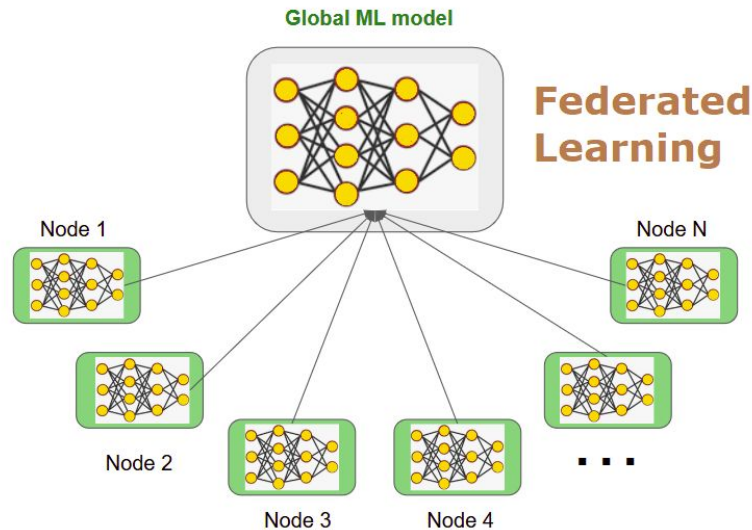 Global ML model
Federated
Learning
Node 1
Node N
Node 2
...
Node 3
Node 4